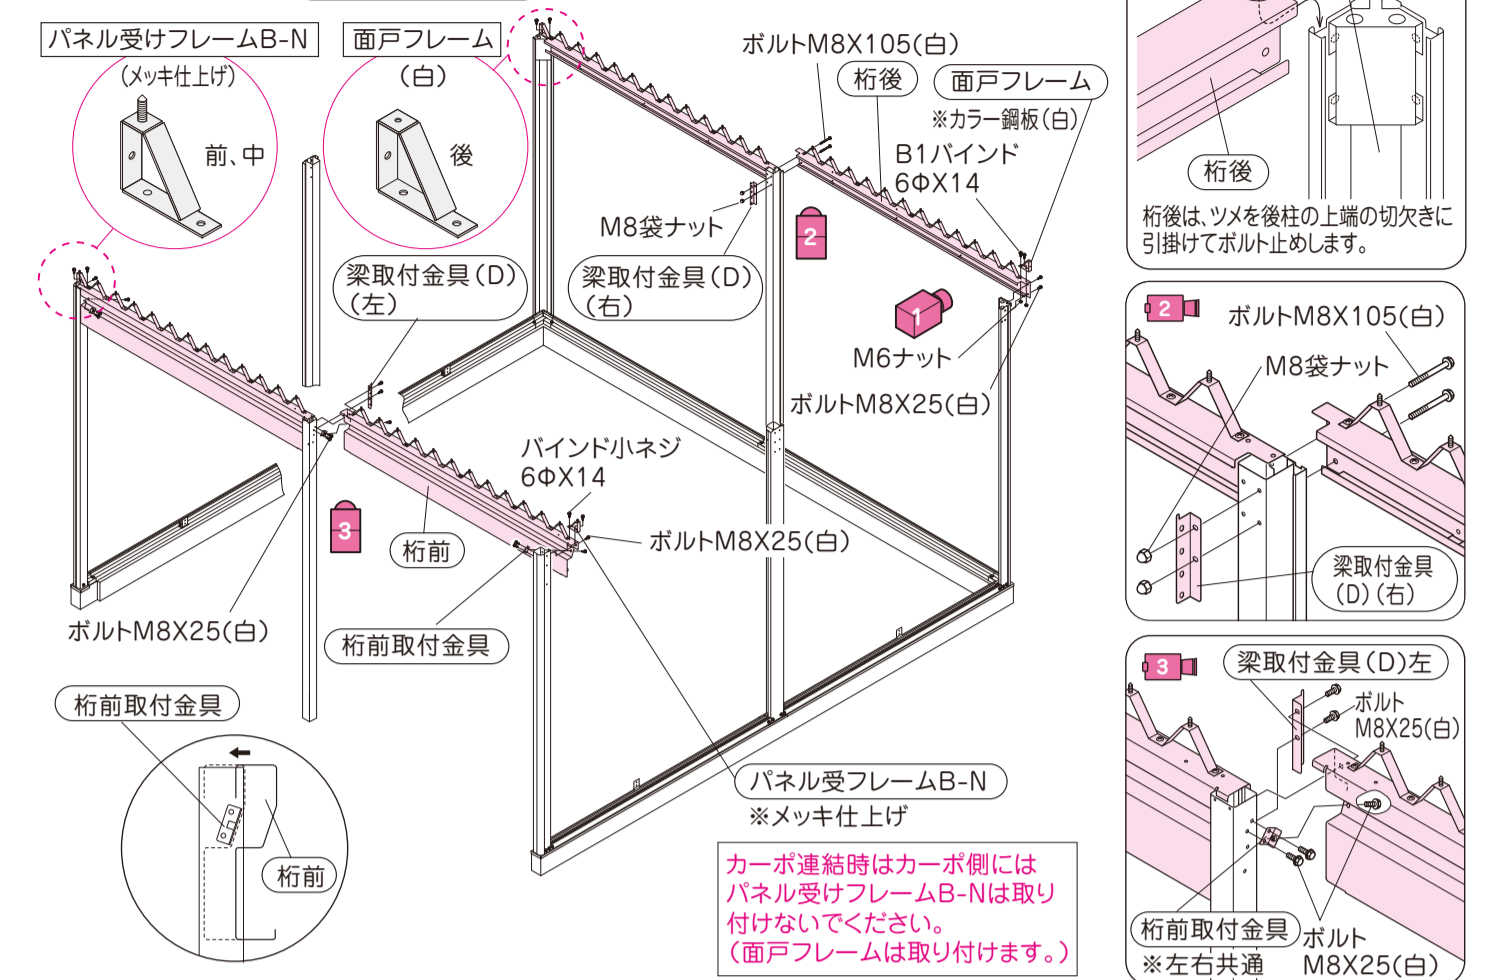 パネル受けフレームB-N
(メッキ仕上げ)
前、中
面戸フレーム
(白)
後
ボルトM8X105(白)
桁後
面戸フレーム
※カラー鋼板(白)
B1バインド
6ΦX14
M8袋ナット
2
梁取付金具(D)
(左)
梁取付金具(D)
(右)
1
M6ナット
ボルトM8X25(白)
バインド小ネジ
6ΦX14
3
桁前
ボルトM8X25(白)
ボルトM8X25(白)
桁前取付金具
桁前取付金具
桁前
パネル受フレームB-N
※メッキ仕上げ
カーポ連結時はカーポ側には
パネル受けフレームB-Nは取り
付けないでください。
(面戸フレームは取り付けます。)
桁後
桁後は、ツメを後柱の上端の切欠きに
引掛けてボルト止めします。
2
ボルトM8X105(白)
M8袋ナット
梁取付金具
(D)(右)
3
梁取付金具(D)左
ボルト
M8X25(白)
桁前取付金具
※左右共通
ボルト
M8X25(白)